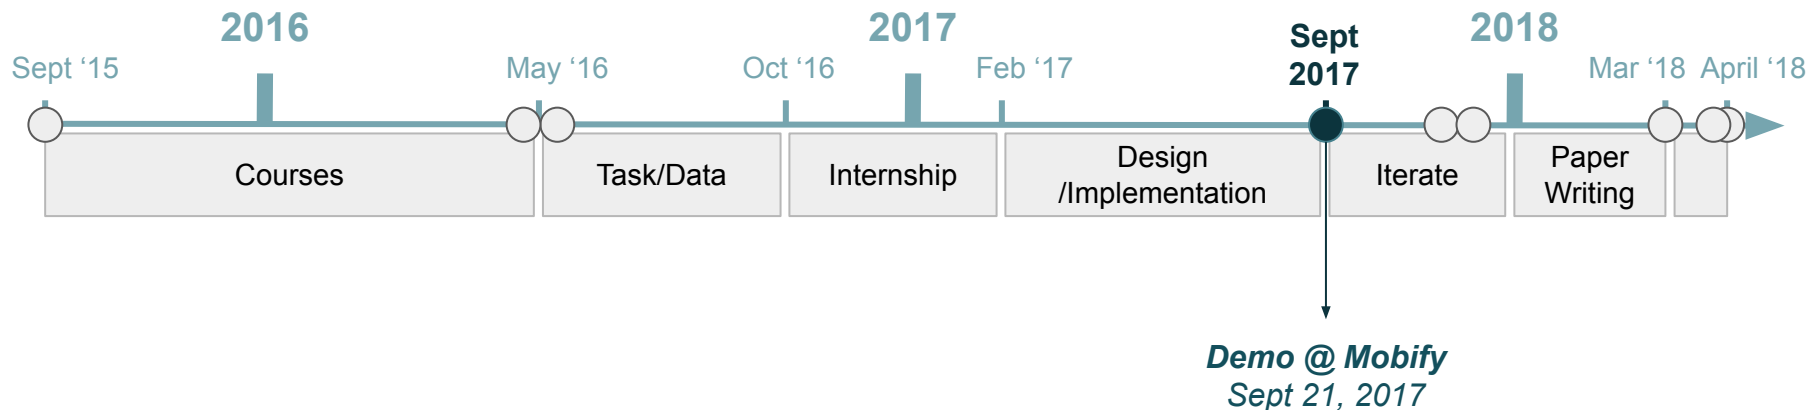 2016
2017
Sept
2017
2018
Sept ‘15
May ‘16
Oct ‘16
Feb ‘17
Mar ‘18
April ‘18
Courses
Task/Data
Internship
Design
/Implementation
Iterate
Paper
Writing
Demo @ Mobify
Sept 21, 2017